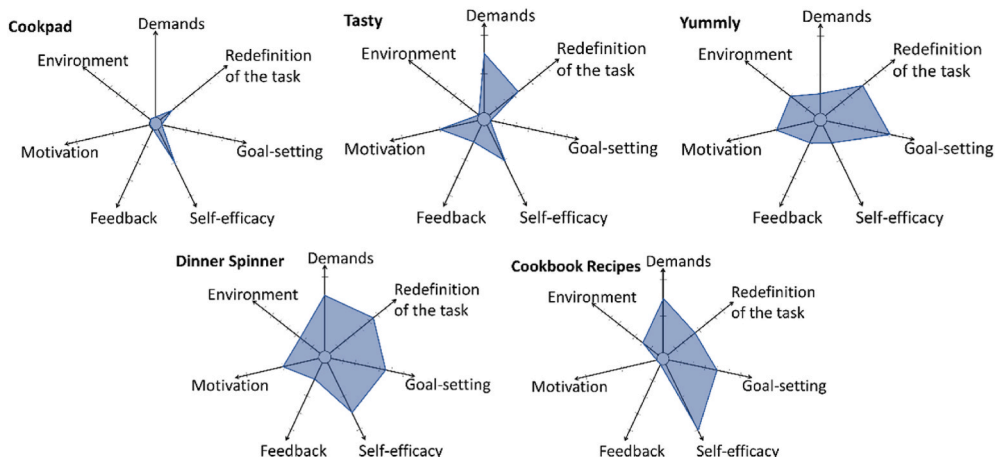 Cookpad
Demands
Environment
Redefinition
of the task
Motivation
Goal-setting
Feedback
Self-efficacy
Tasty
Demands
Environment
Redefinition
of the task
Motivation
Goal-setting
Feedback
Self-efficacy
Yummly
Demands
Environment
Redefinition
of the task
Motivation
Goal-setting
Feedback
Self-efficacy
Dinner Spinner
Demands
Environment
Redefinition
of the task
Motivation
Goal-setting
Feedback
Self-efficacy
Cookbook Recipes
Demands
Environment
Redefinition
of the task
Motivation
Goal-setting
Feedback
Self-efficacy